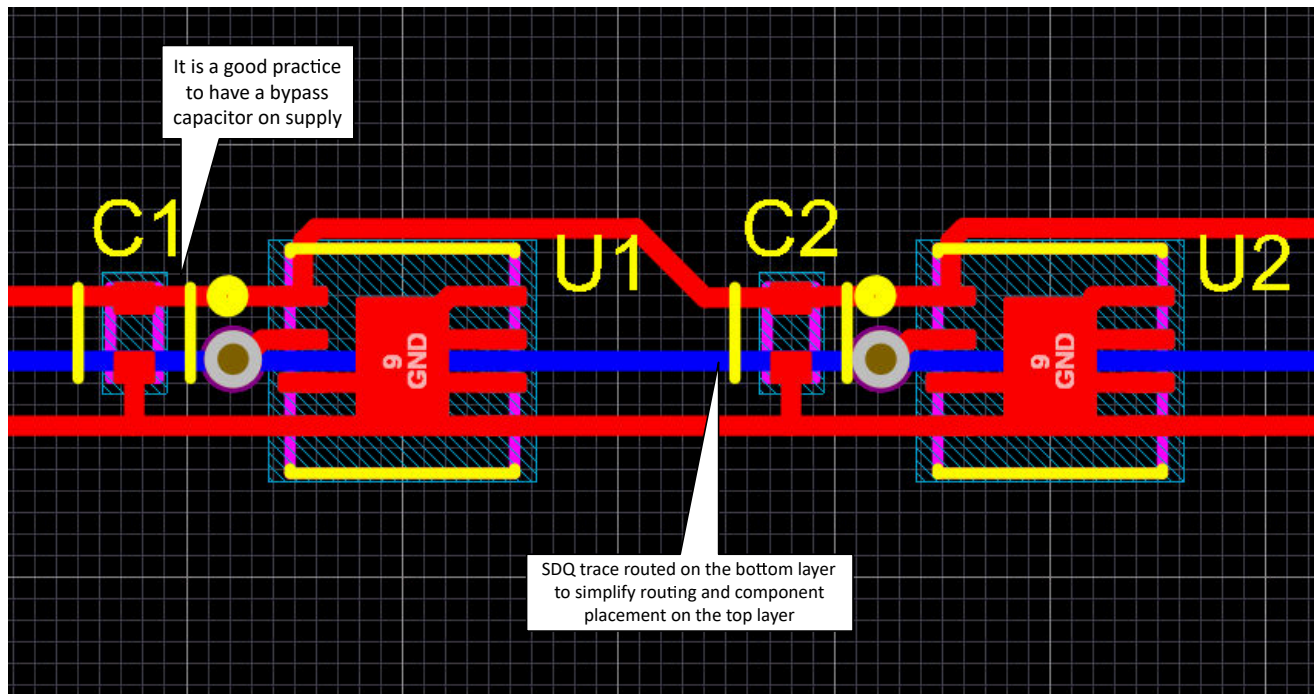 It is a good practice
to have a bypass
capacitor on supply
C1
U1
C2
U2
9
GND
9
GND
SDQ trace routed on the bottom layer
to simplify routing and component
placement on the top layer